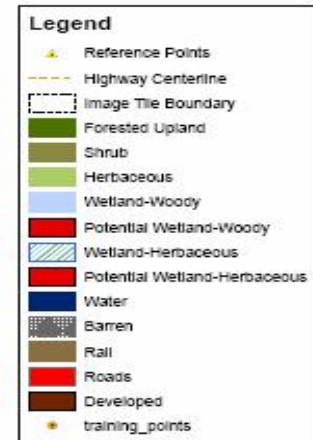 Legend
Reference Points
Highway Centerline
Image Tile Boundary
Forested Upland
Shrub
Herbaceous
Wetland-Woody
Potential Wetland-Woody
Wetland-Herbaceous
Potential Wetland-Herbaceous
Water
Barren
Rail
Roads
Developed
training_points